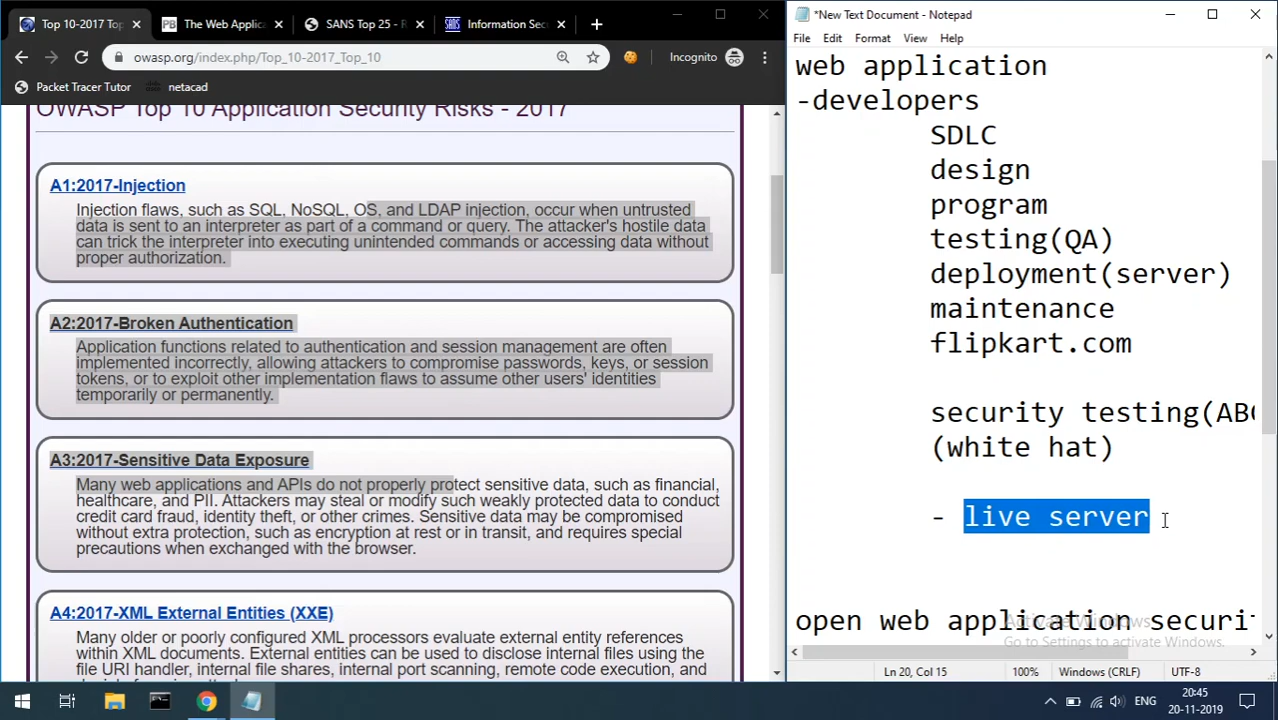 Top 10-2017 Top
The Web Applica
SANS Top 25 - R
SANS
Information Sec
owasp.org/index.php/Top_10-2017_Top_10
Incognito
Packet Tracer Tutor
netacad
OWASP Top 10 Application Security Risks - 2017
A1:2017-Injection
Injection flaws, such as SQL, NoSQL, OS, and LDAP injection, occur when untrusted
data is sent to an interpreter as part of a command or query. The attacker's hostile data
can trick the interpreter into executing unintended commands or accessing data without
proper authorization.
A2:2017-Broken Authentication
Application functions related to authentication and session management are often
implemented incorrectly, allowing attackers to compromise passwords, keys, or session
tokens, or to exploit other implementation flaws to assume other users' identities
temporarily or permanently.
A3:2017-Sensitive Data Exposure
Many web applications and APIs do not properly protect sensitive data, such as financial,
healthcare, and PII. Attackers may steal or modify such weakly protected data to conduct
credit card fraud, identity theft, or other crimes. Sensitive data may be compromised
without extra protection, such as encryption at rest or in transit, and requires special
precautions when exchanged with the browser.
A4:2017-XML External Entities (XXE)
Many older or poorly configured XML processors evaluate external entity references
within XML documents. External entities can be used to disclose internal files using the
file URI handler, internal file shares, internal port scanning, remote code execution, and
*New Text Document - Notepad
File Edit Format View Help
web application
-developers
SDLC
design
program
testing(QA)
deployment(server)
maintenance
flipkart.com
security testing(ABC
(white hat)
- live server
open web application securit
Activate Windows
Go to Settings to activate Windows.
Ln 20, Col 15
100%
Windows (CRLF)
UTF-8
ENG
20:45
20-11-2019